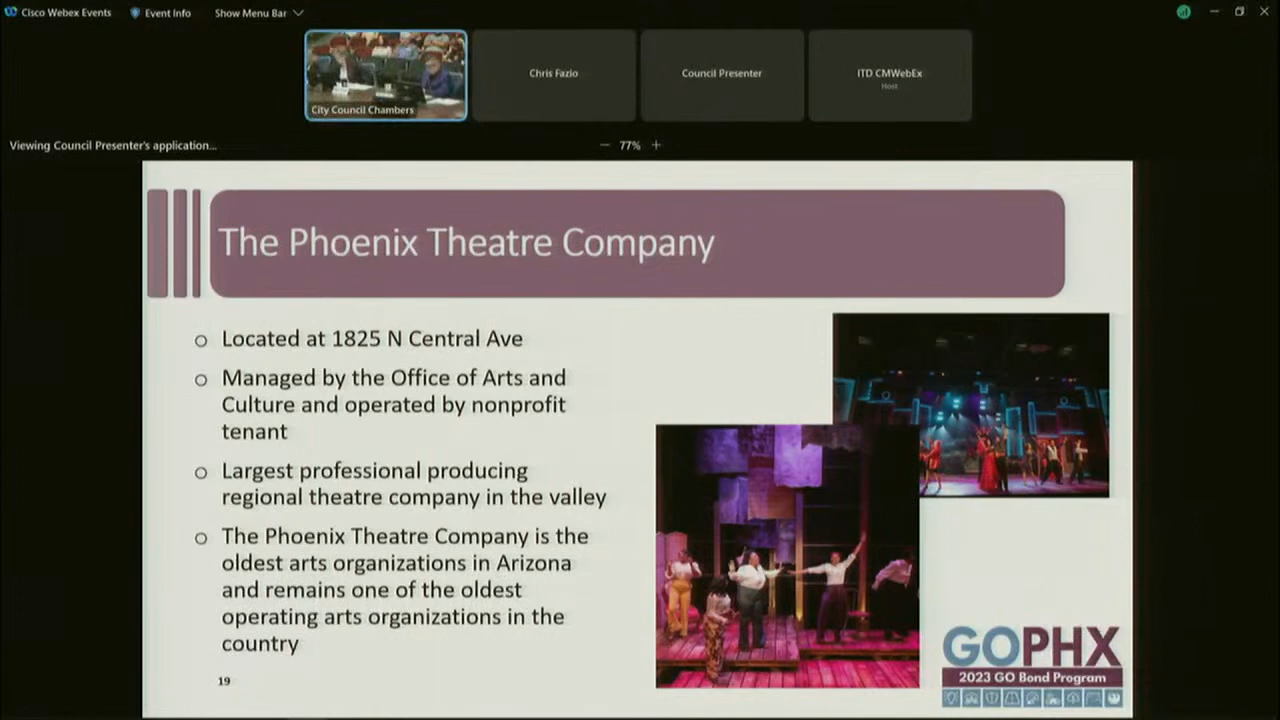 Cisco Webex Events
Event Info
Show Menu Bar
City Council Chambers
Chris Fazio
Council Presenter
ITD CMWebEx
Host
Viewing Council Presenter's application...
77%
The Phoenix Theatre Company
Located at 1825 N Central Ave
Managed by the Office of Arts and
Culture and operated by nonprofit
tenant
Largest professional producing
regional theatre company in the valley
The Phoenix Theatre Company is the
oldest arts organizations in Arizona
and remains one of the oldest
operating arts organizations in the
country
19
GOPHX
2023 GO Bond Program